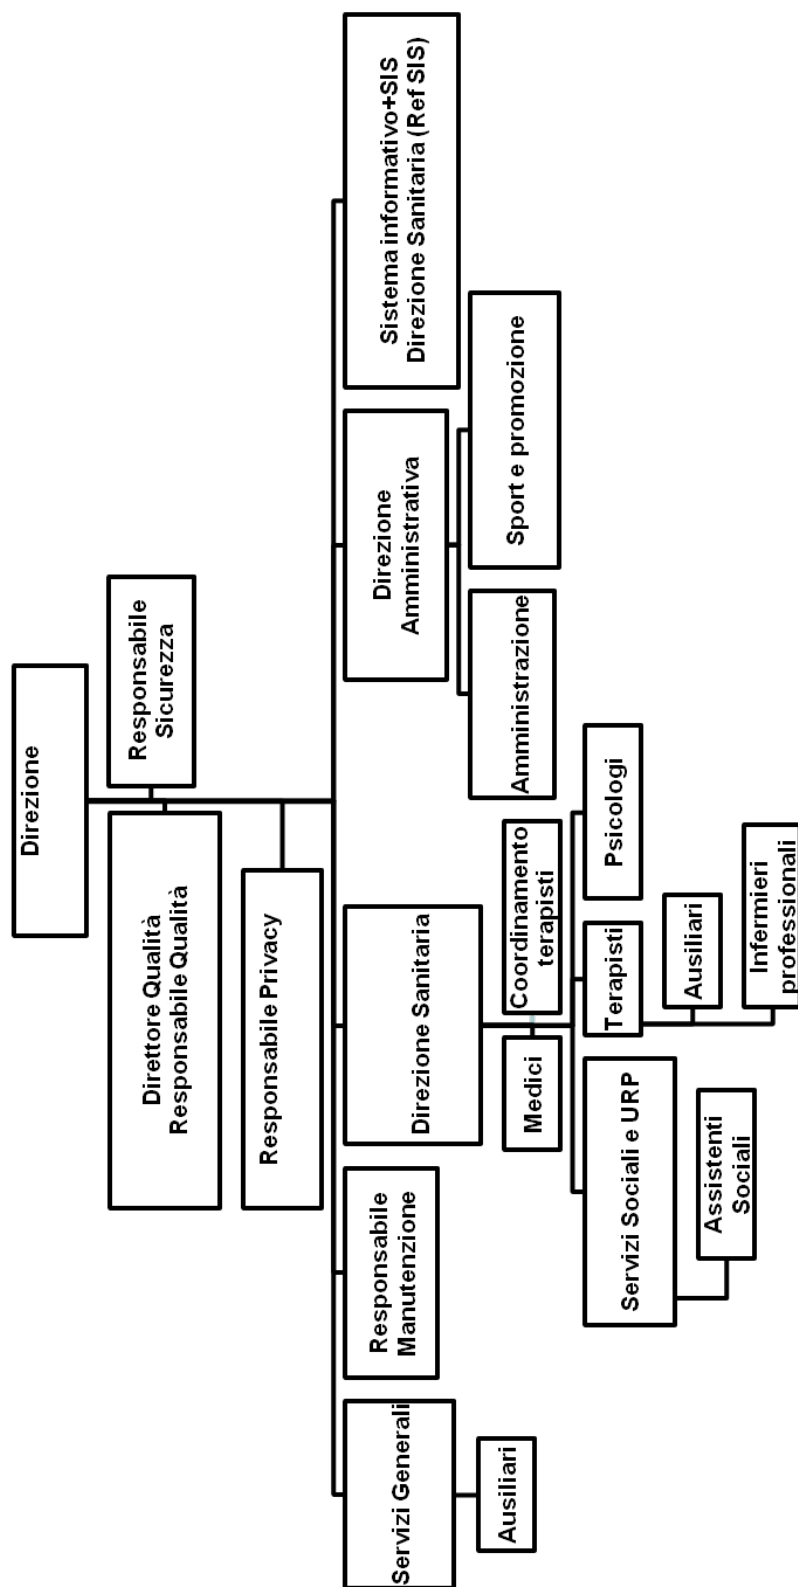 Direzione
Responsabile
Sicurezza
Direttore Qualità
Responsabile Qualità
Responsabile Privacy
Servizi Generali
Responsabile
Manutenzione
Direzione Sanitaria
Direzione
Amministrativa
Sistema informativo+SIS
Direzione Sanitaria (Ref SIS)
Ausiliari
Medici
Coordinamento
terapisti
Amministrazione
Sport e promozione
Servizi Sociali e URP
Terapisti
Psicologi
Assistenti
Sociali
Ausiliari
Infermieri
professionali